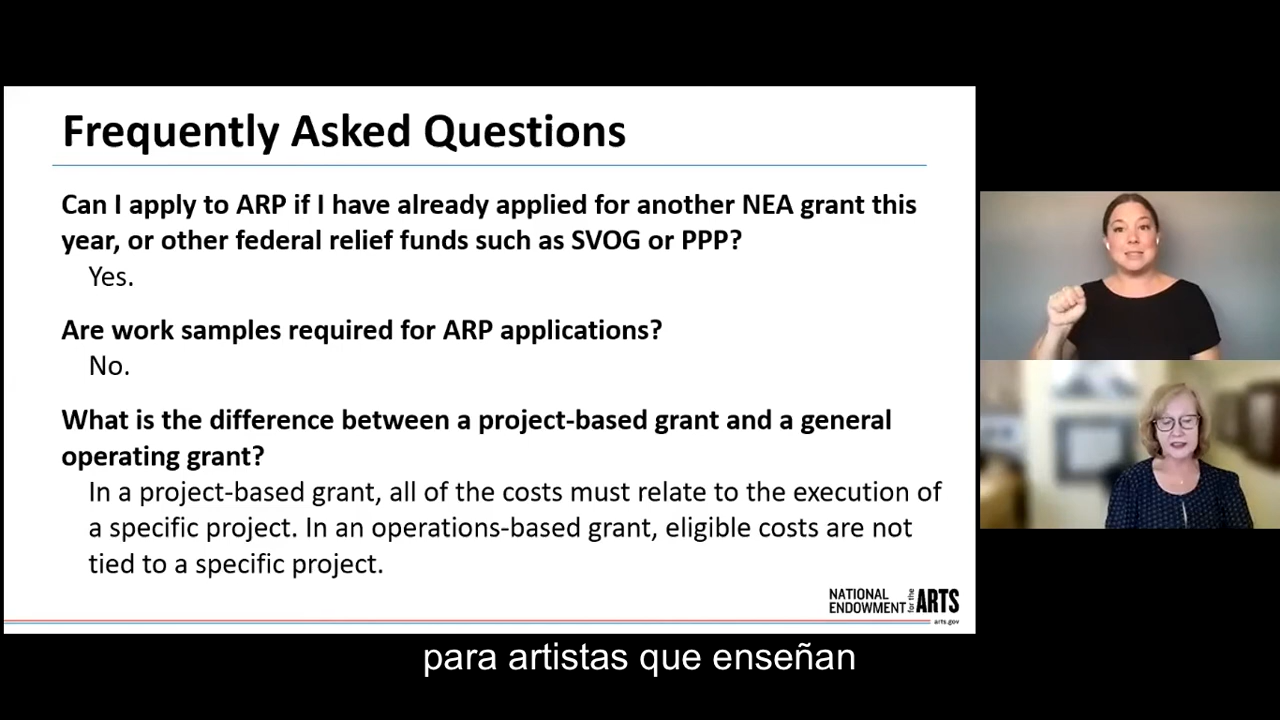 Frequently Asked Questions
Can I apply to ARP if I have already applied for another NEA grant this
year, or other federal relief funds such as SVOG or PPP?
Yes.
Are work samples required for ARP applications?
No.
What is the difference between a project-based grant and a general
operating grant?
In a project-based grant, all of the costs must relate to the execution of
a specific project. In an operations-based grant, eligible costs are not
tied to a specific project.
NATIONAL
ENDOWMENT for the ARTS
arts.gov
para artistas que enseñan